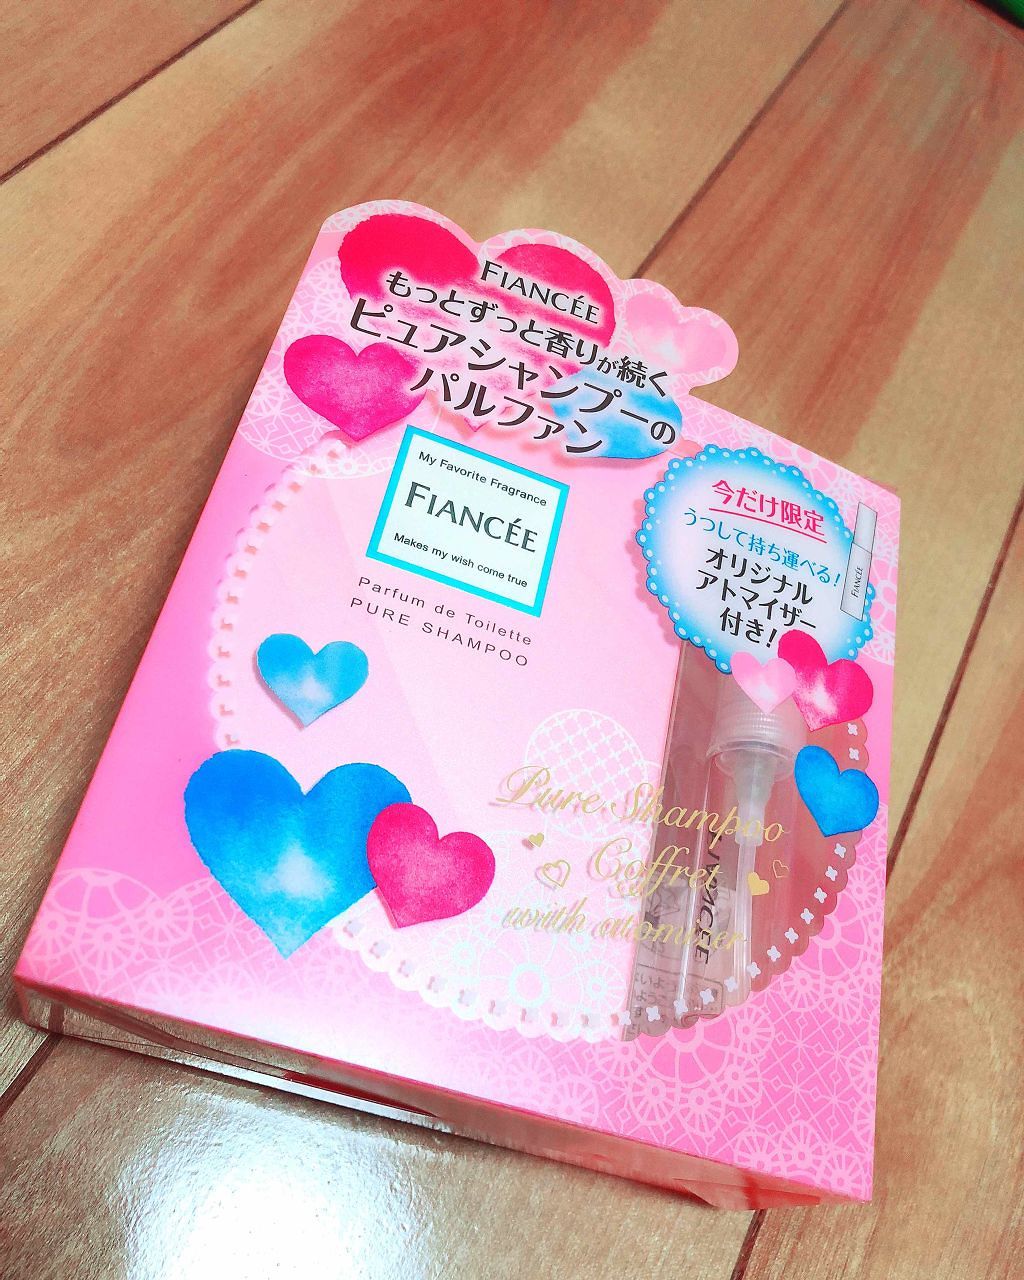 FIANCÉE
もっとずっと香りが続く
ピュアシャンプーの
パルファン
My Favorite Fragrance
FIANCÉE
Makes my wish come true
Parfum de Toilette
PURE SHAMPOO
今だけ限定
うつして持ち運べる!
オリジナル
アトマイザー
付き!
FIANCÉE
Pure Shampoo
Coffret
with atomizer